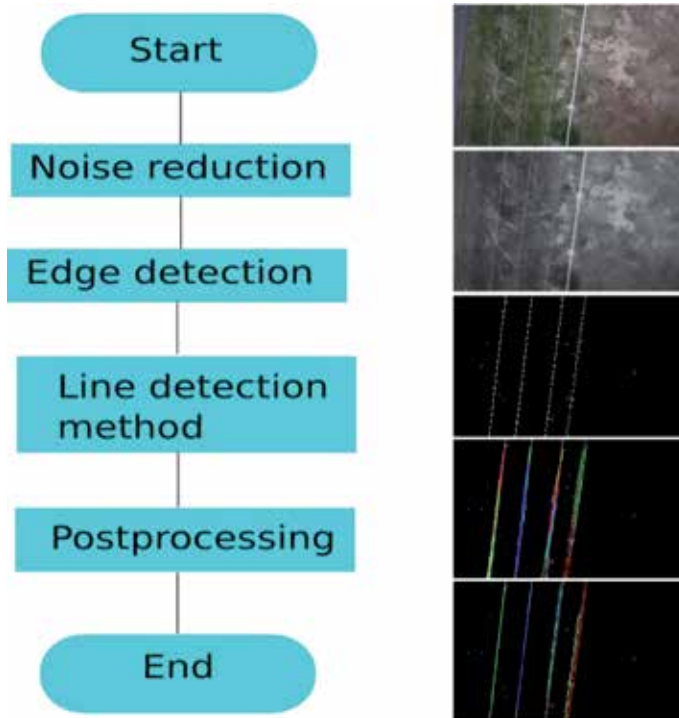 Start
Noise reduction
Edge detection
Line detection
method
Postprocessing
End